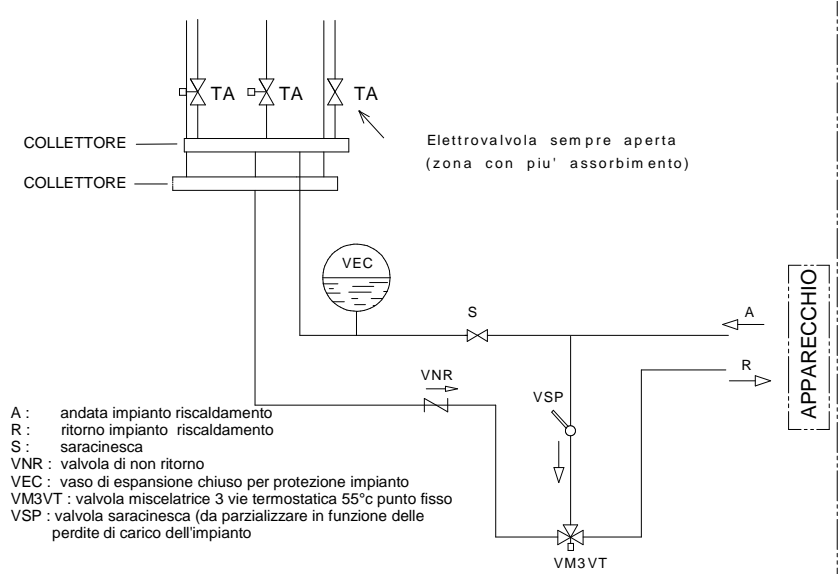 TA
TA
TA
COLLETTORE
Elettrovalvola sempre aperta
(zona con piu' assorbimento)
COLLETTORE
VEC
S
A
R
APPARECCHIO
VNR
VSP
A : andata impianto riscaldamento
R : ritorno impianto riscaldamento
S : saracinesca
VNR : valvola di non ritorno
VEC : vaso di espansione chiuso per protezione impianto
VM3VT : valvola miscelatrice 3 vie termostatica 55°c punto fisso
VSP : valvola saracinesca (da parzializzare in funzione delle
perdite di carico dell'impianto
VM3VT